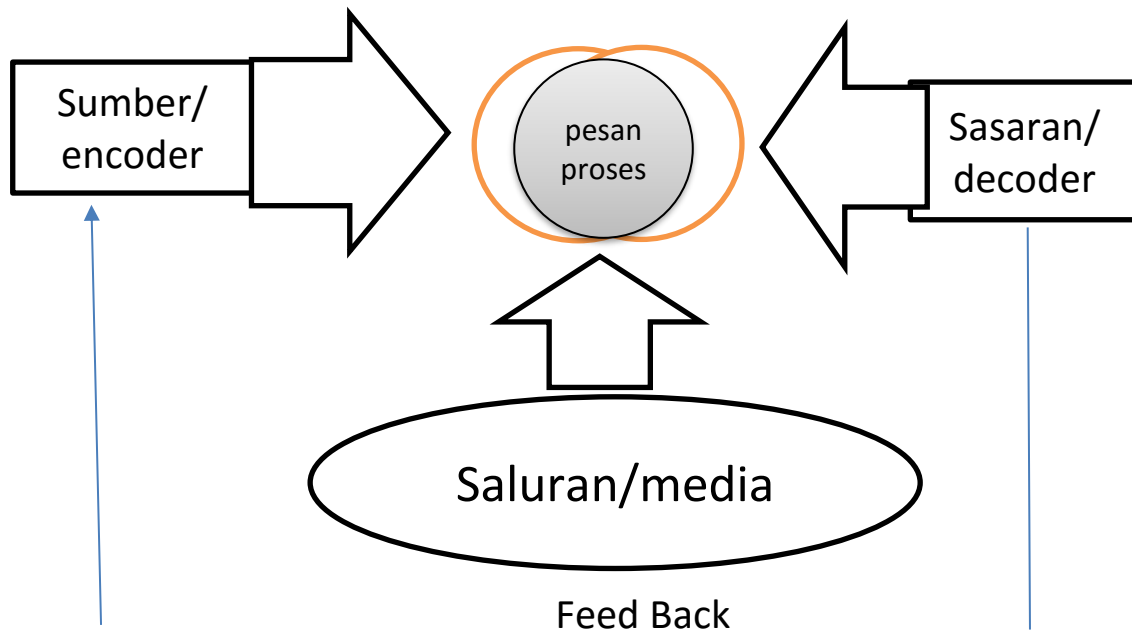 Sumber/
encoder
pesan
proses
Sasaran/
decoder
Saluran/media
Feed Back